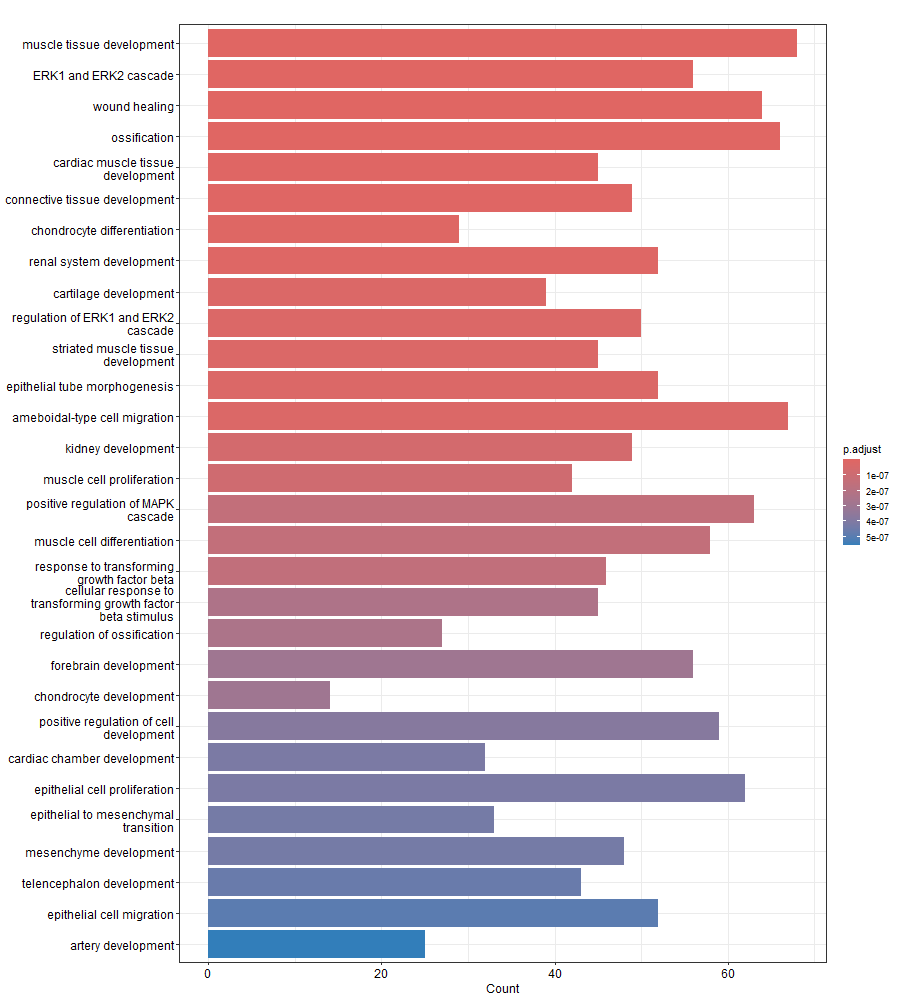 muscle tissue development
ERK1 and ERK2 cascade
wound healing
ossification
cardiac muscle tissue
development
connective tissue development
chondrocyte differentiation
renal system development
cartilage development
regulation of ERK1 and ERK2
cascade
striated muscle tissue
development
epithelial tube morphogenesis
ameboidal-type cell migration
kidney development
muscle cell proliferation
positive regulation of MAPK
cascade
muscle cell differentiation
response to transforming
growth factor beta
cellular response to
transforming growth factor
beta stimulus
regulation of ossification
forebrain development
chondrocyte development
positive regulation of cell
development
cardiac chamber development
epithelial cell proliferation
epithelial to mesenchymal
transition
mesenchyme development
telencephalon development
epithelial cell migration
artery development
0 20 40 60
Count
p.adjust
1e-07
2e-07
3e-07
4e-07
5e-07